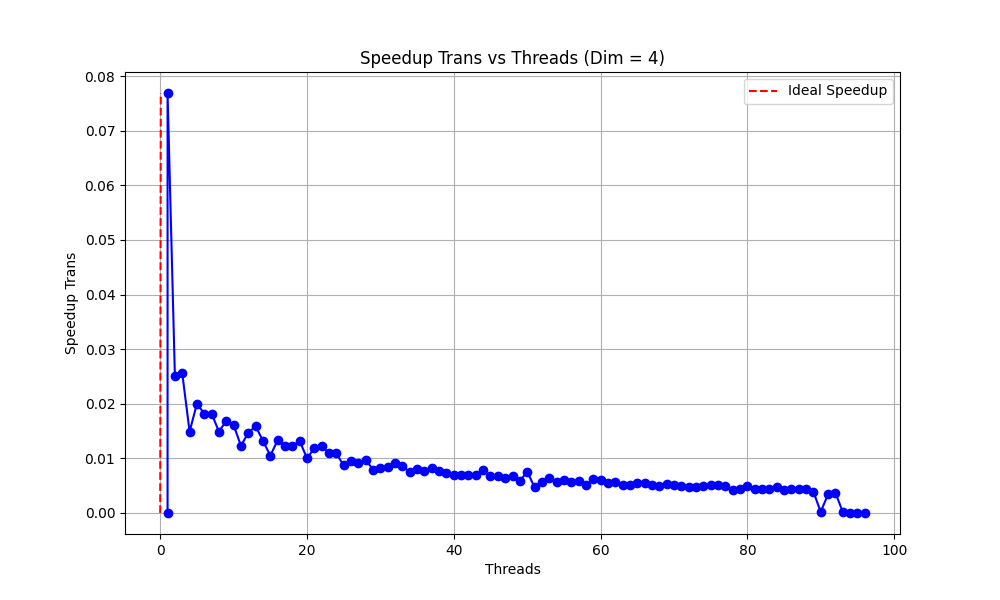 Speedup Trans vs Threads (Dim = 4)
Ideal Speedup
Speedup Trans
0.08
0.07
0.06
0.05
0.04
0.03
0.02
0.01
0.00
0 20 40 60 80 100
Threads